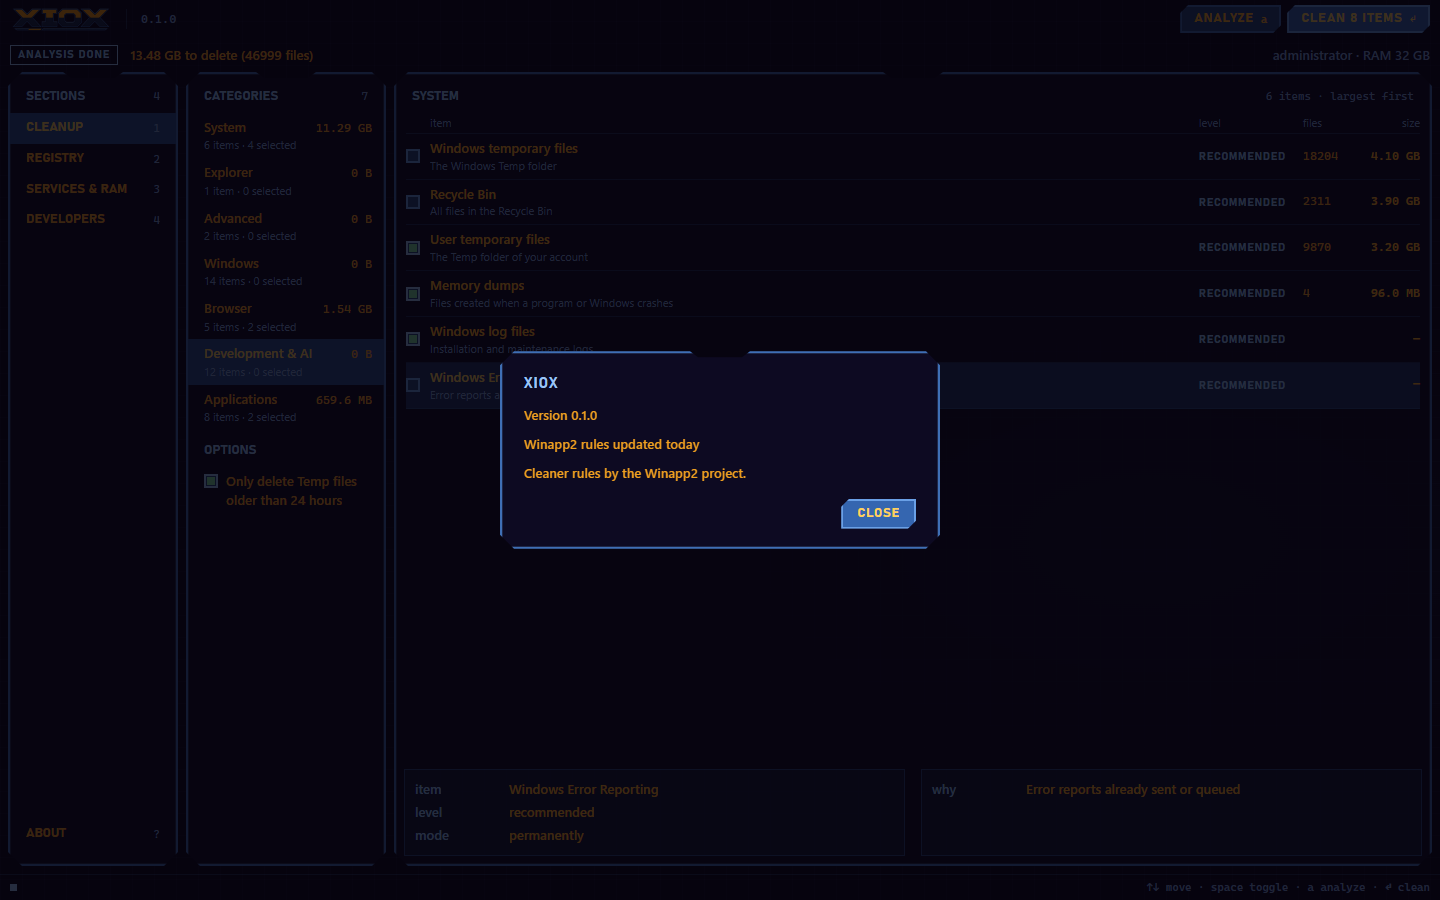 XIOX 0.1.0 ANALYZE a CLEAN 8 ITEMS ↵
ANALYSIS DONE 13.48 GB to delete (46999 files) administrator · RAM 32 GB
SECTIONS 4
CLEANUP 1
REGISTRY 2
SERVICES & RAM 3
DEVELOPERS 4
ABOUT ?
CATEGORIES 7
System 11.29 GB
6 items · 4 selected
Explorer 0 B
1 item · 0 selected
Advanced 0 B
2 items · 0 selected
Windows 0 B
14 items · 0 selected
Browser 1.54 GB
5 items · 2 selected
Development & AI 0 B
12 items · 0 selected
Applications 659.6 MB
8 items · 2 selected
OPTIONS
Only delete Temp files
older than 24 hours
SYSTEM 6 items · largest first
item level files size
Windows temporary files RECOMMENDED 18204 4.10 GB
The Windows Temp folder
Recycle Bin RECOMMENDED 2311 3.90 GB
All files in the Recycle Bin
User temporary files RECOMMENDED 9870 3.20 GB
The Temp folder of your account
Memory dumps RECOMMENDED 4 96.0 MB
Files created when a program or Windows crashes
Windows log files RECOMMENDED –
Installation and maintenance logs
Windows Er RECOMMENDED –
Error reports a
XIOX
Version 0.1.0
Winapp2 rules updated today
Cleaner rules by the Winapp2 project.
CLOSE
item Windows Error Reporting
level recommended
mode permanently
why Error reports already sent or queued
↑↓ move · space toggle · a analyze · ↵ clean